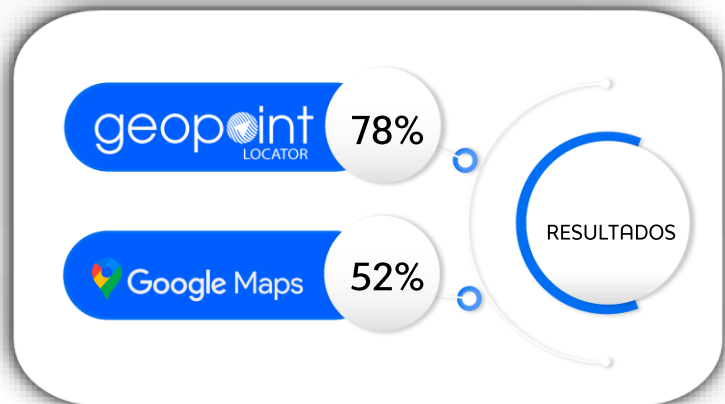 geopoint
LOCATOR
78%
Google Maps
52%
RESULTADOS